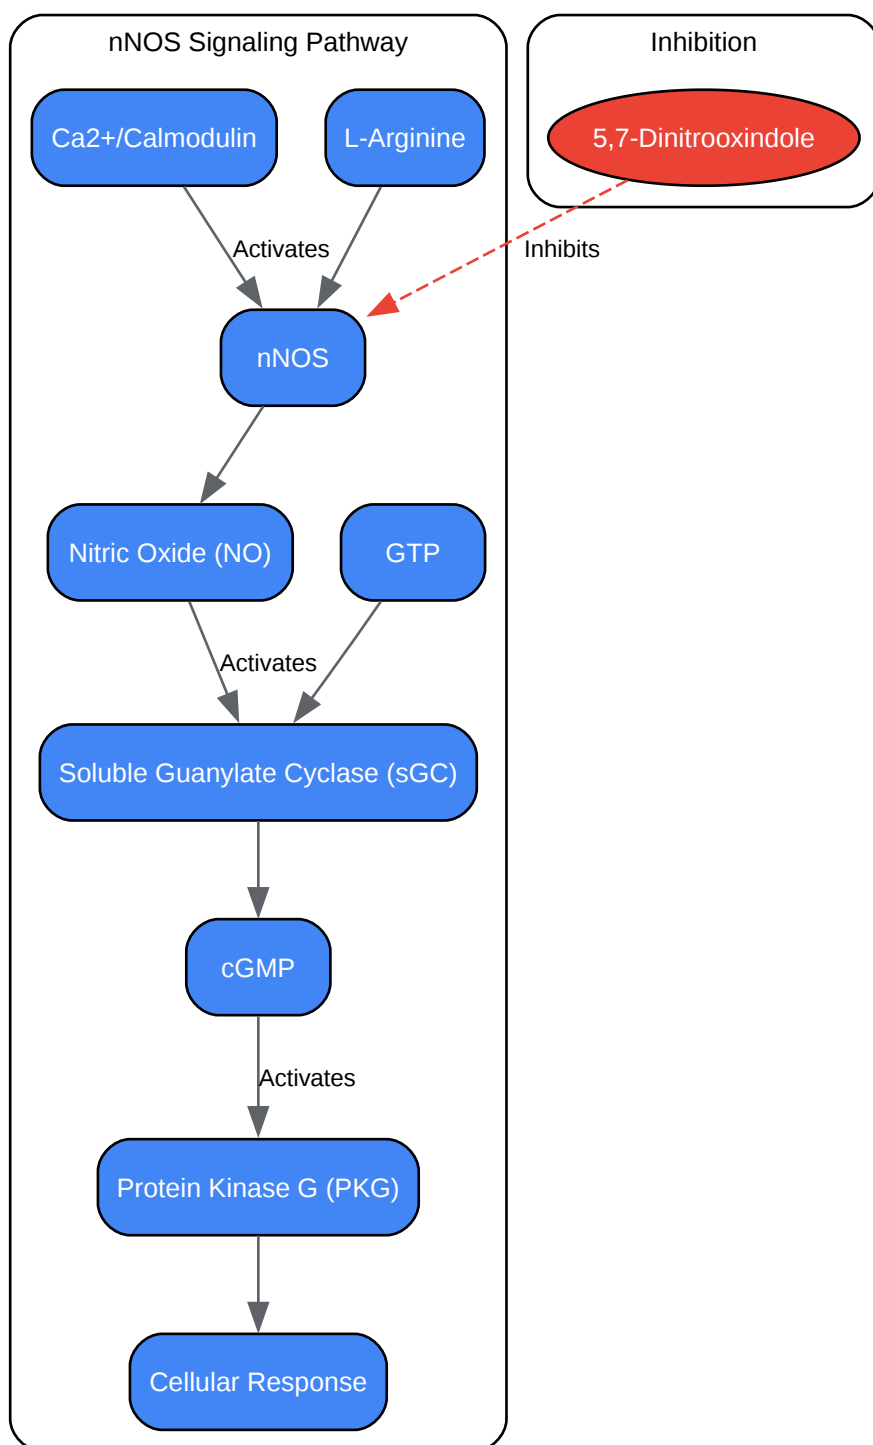 nNOS Signaling Pathway
Inhibition
Ca2+/Calmodulin
L-Arginine
5,7-Dinitrooxindole
Activates
Inhibits
nNOS
Nitric Oxide (NO)
GTP
Activates
Soluble Guanylate Cyclase (sGC)
cGMP
Activates
Protein Kinase G (PKG)
Cellular Response